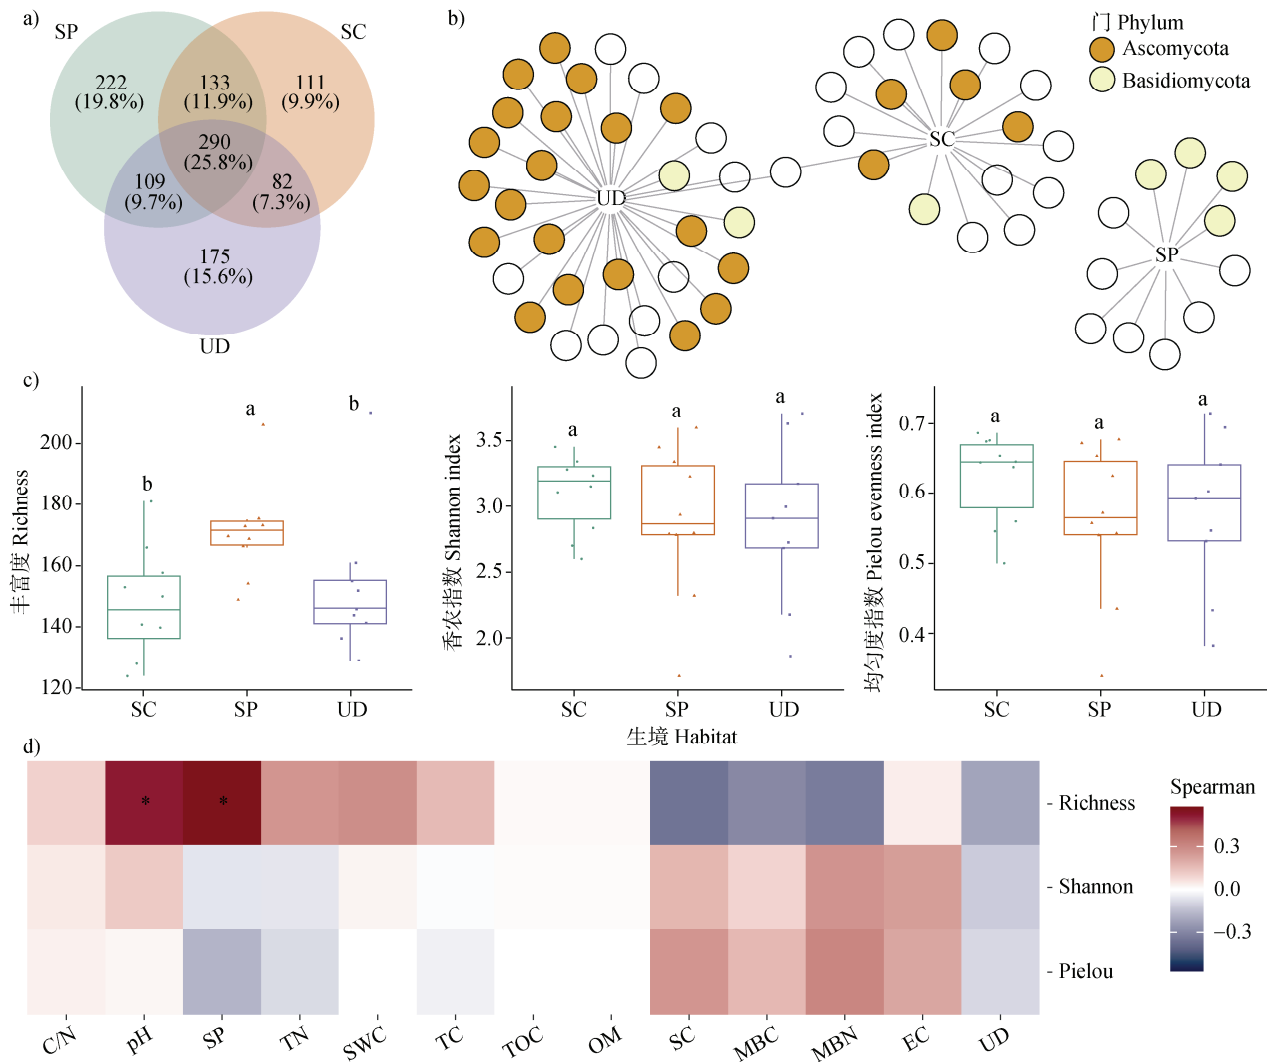 a)
SP
SC
222
(19.8%)
133
(11.9%)
111
(9.9%)
290
(25.8%)
109
(9.7%)
82
(7.3%)
175
(15.6%)
UD
b)
UD
SC
SP
门 Phylum
Ascomycota
Basidiomycota
c)
丰富度 Richness
200
180
160
140
120
b
a
b
SC
SP
UD
香农指数 Shannon index
3.5
3.0
2.5
2.0
a
a
a
SC
SP
UD
均匀度指数 Pielou evenness index
0.7
0.6
0.5
0.4
a
a
a
SC
SP
UD
生境 Habitat
d)
*
*
- Richness
- Shannon
- Pielou
C/N
pH
SP
TN
SWC
TC
TOC
OM
SC
MBC
MBN
EC
UD
Spearman
0.3
0.0
−0.3